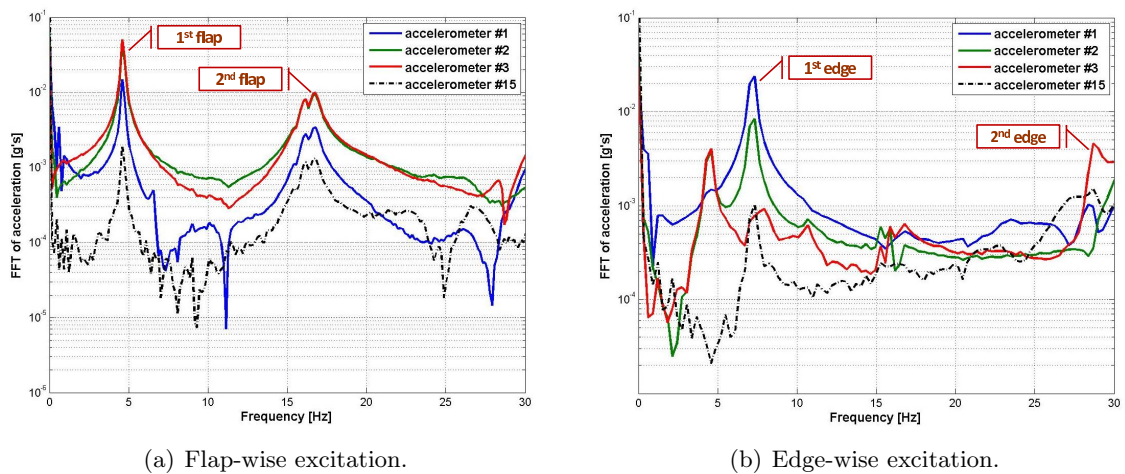 10⁻¹
10⁻²
10⁻³
10⁻⁴
10⁻⁵
10⁻⁶
FFT of acceleration [g's]
1st flap
2nd flap
accelerometer #1
accelerometer #2
accelerometer #3
accelerometer #15
0 5 10 15 20 25 30
Frequency [Hz]
(a) Flap-wise excitation.
10⁻¹
10⁻²
10⁻³
10⁻⁴
FFT of acceleration [g's]
1st edge
accelerometer #1
accelerometer #2
accelerometer #3
accelerometer #15
2nd edge
0 5 10 15 20 25 30
Frequency [Hz]
(b) Edge-wise excitation.